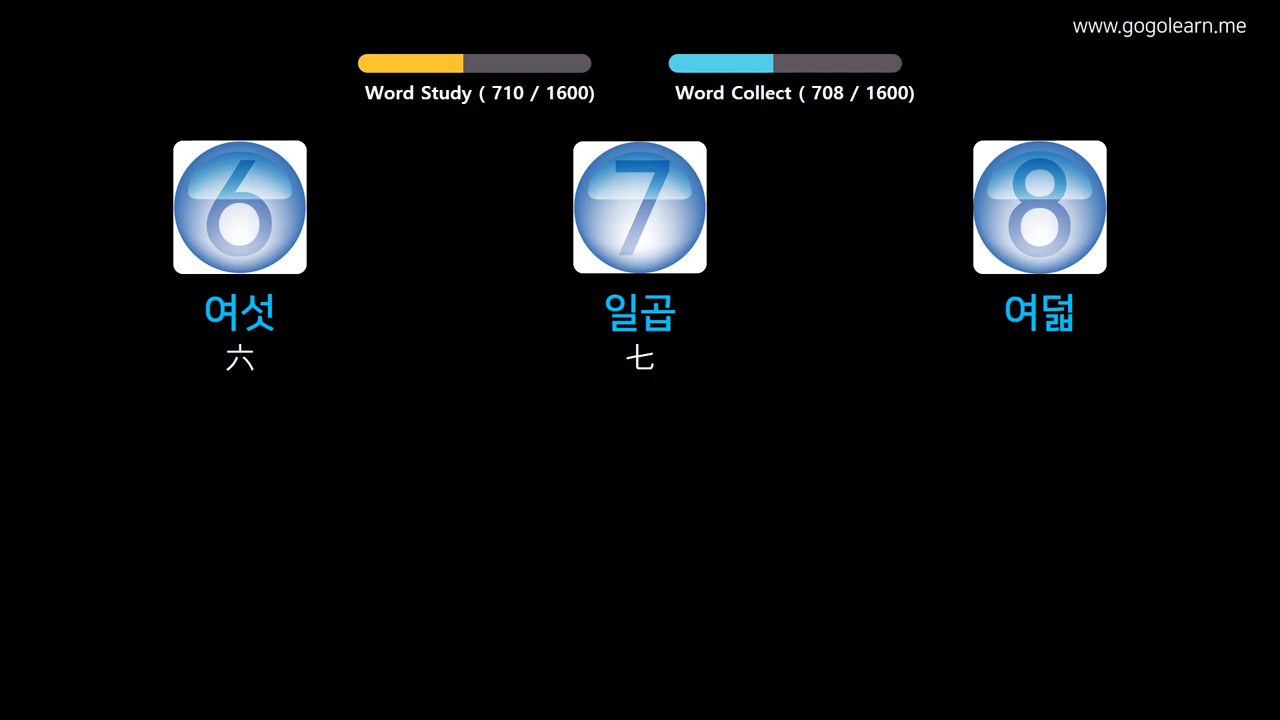 www.gogolearn.me
Word Study ( 710 / 1600)
Word Collect ( 708 / 1600)
6
7
8
여섯
일곱
여덟
六
七